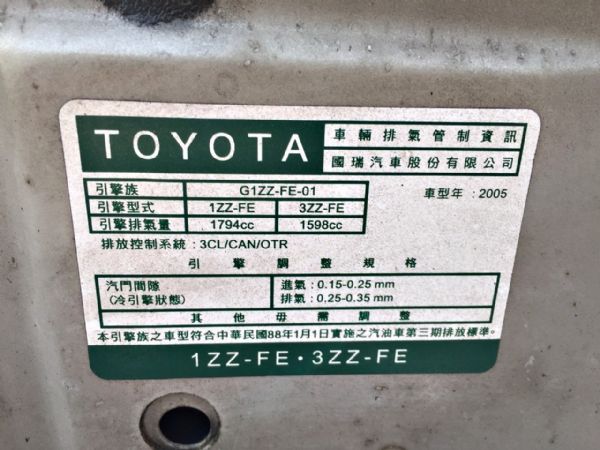 TOYOTA
車輛排氣管制資訊
國瑞汽車股份有限公司
引擎族 G1ZZ-FE-01
車型年 : 2005
引擎型式 1ZZ-FE 3ZZ-FE
引擎排氣量 1794cc 1598cc
排放控制系統 : 3CL/CAN/OTR
引擎調整規格
汽門間隙 進氣 : 0.15-0.25 mm
(冷引擎狀態) 排氣 : 0.25-0.35 mm
其他毋需調整
本引擎族之車型符合中華民國88年1月1日實施之汽油車第三期排放標準。
1ZZ-FE・3ZZ-FE